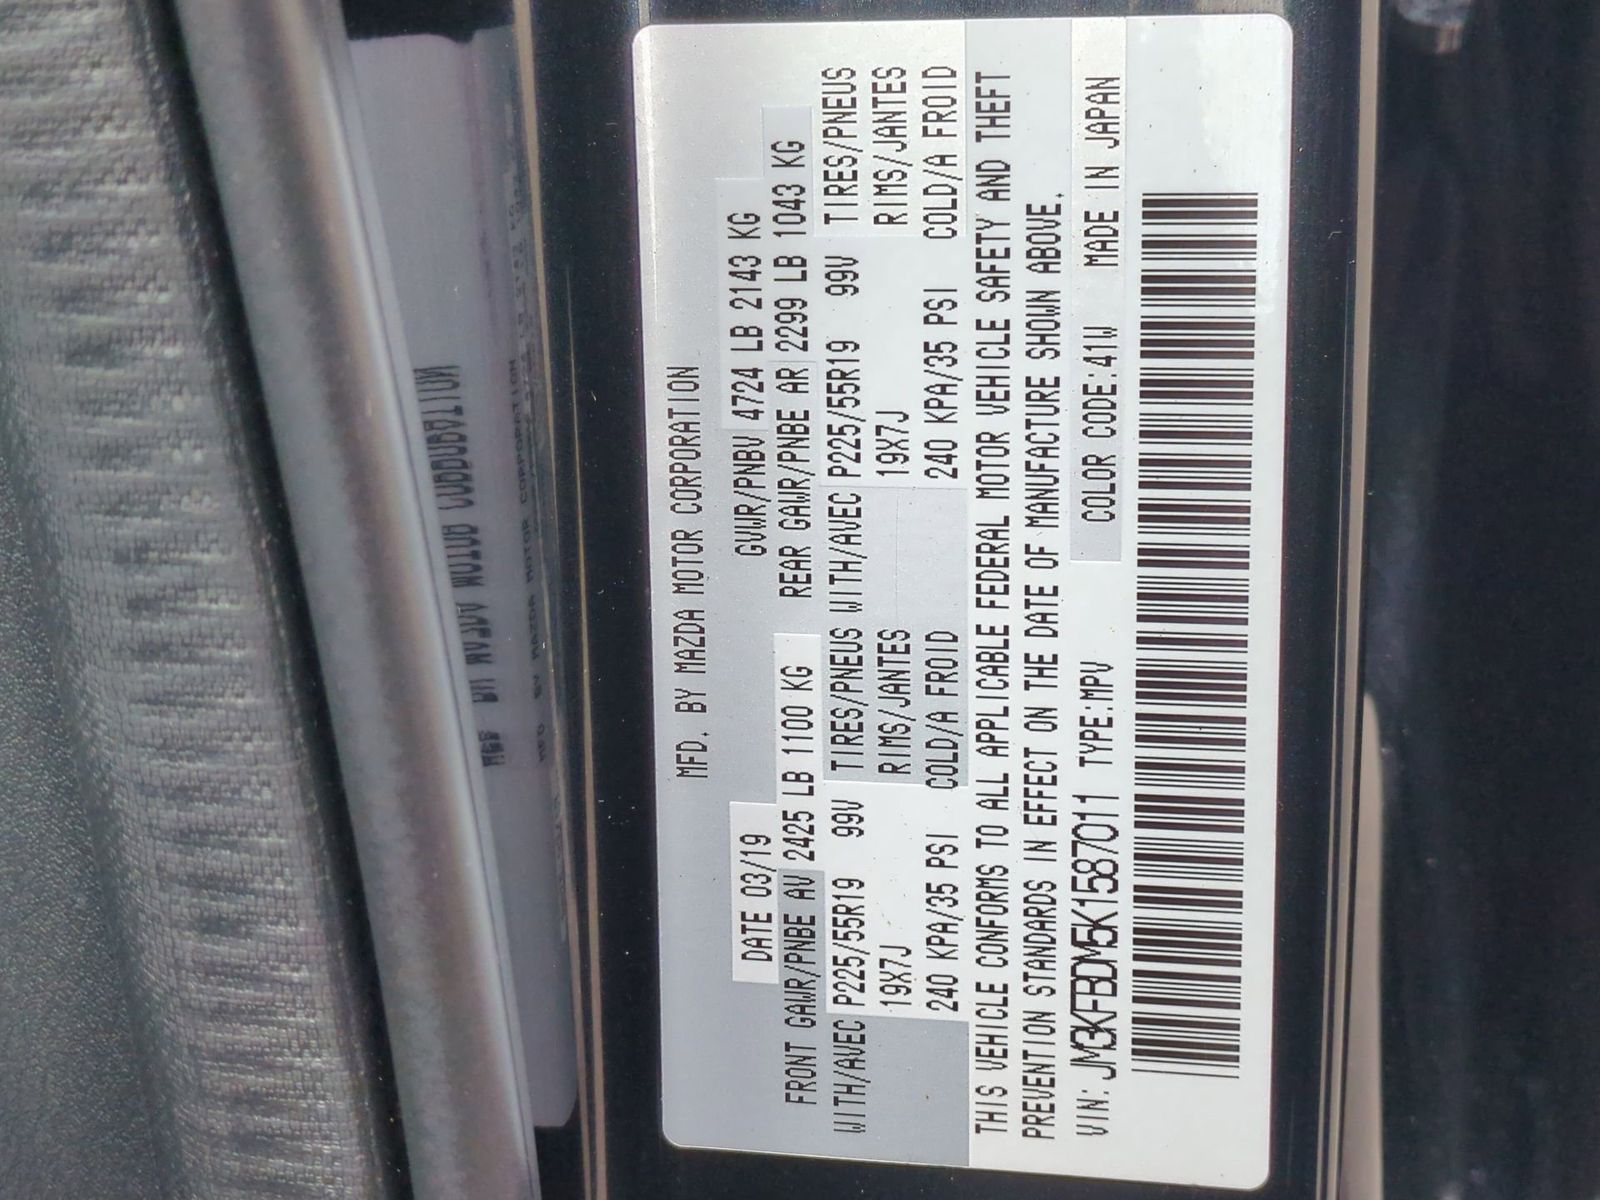 MFD. BY MAZDA MOTOR CORPORATION
DATE 03/19 GVWR/PNBV 4724 LB 2143 KG
FRONT GAWR/PNBE AV 2425 LB 1100 KG REAR GAWR/PNBE AR 2299 LB 1043 KG
WITH/AVEC P225/55R19 99V TIRES/PNEUS WITH/AVEC P225/55R19 99V TIRES/PNEUS
19X7J RIMS/JANTES 19X7J RIMS/JANTES
240 KPA/35 PSI COLD/A FROID 240 KPA/35 PSI COLD/A FROID
THIS VEHICLE CONFORMS TO ALL APPLICABLE FEDERAL MOTOR VEHICLE SAFETY AND THEFT
PREVENTION STANDARDS IN EFFECT ON THE DATE OF MANUFACTURE SHOWN ABOVE.
VIN: JM3KFBDM5K1587011 TYPE:MPV COLOR CODE:41W MADE IN JAPAN